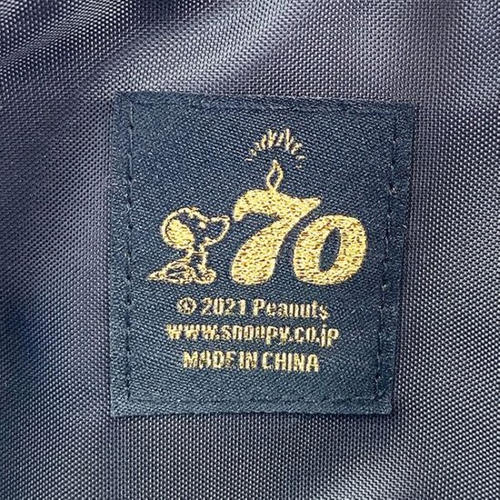 70
© 2021 Peanuts
www.snoopy.co.jp
MADE IN CHINA